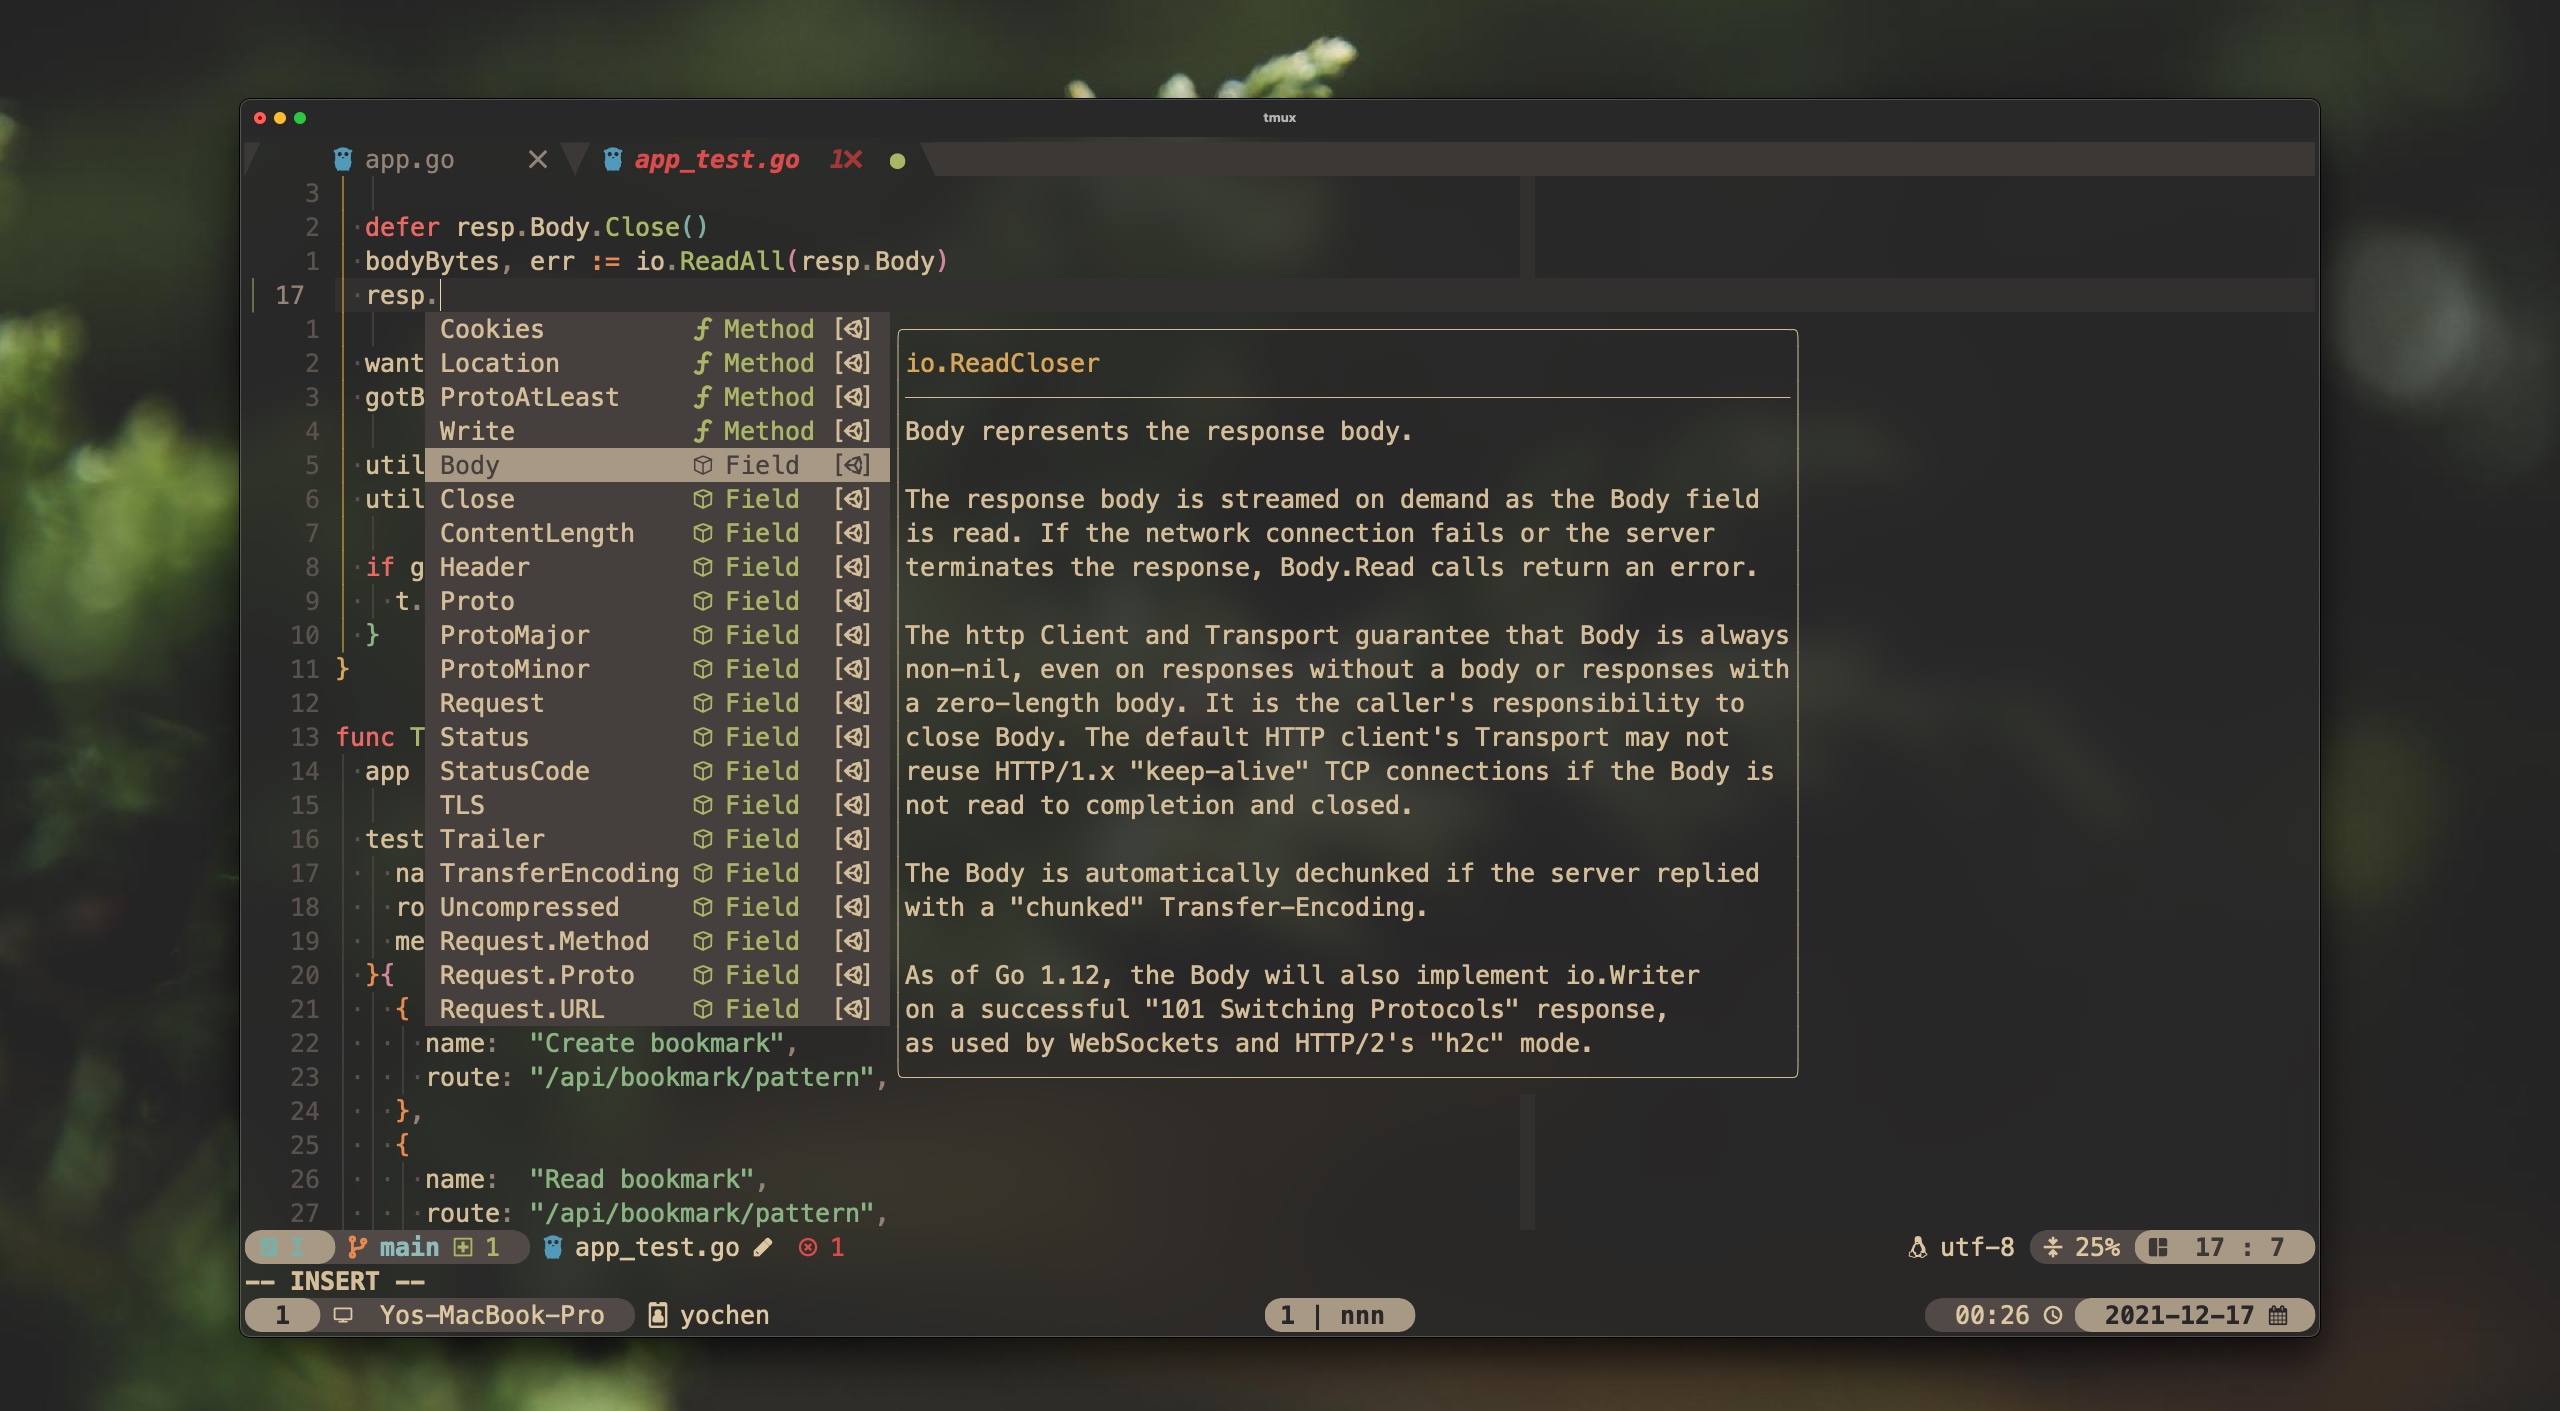 tmux
app.go app_test.go 1
3
2 defer resp.Body.Close()
1 bodyBytes, err := io.ReadAll(resp.Body)
17 resp.
1 Cookies Method
2 want Location Method io.ReadCloser
3 gotB ProtoAtLeast Method
4 Write Method Body represents the response body.
5 util Body Field
6 util Close Field The response body is streamed on demand as the Body field
7 ContentLength Field is read. If the network connection fails or the server
8 if g Header Field terminates the response, Body.Read calls return an error.
9 t. Proto Field
10 } ProtoMajor Field The http Client and Transport guarantee that Body is always
11 } ProtoMinor Field non-nil, even on responses without a body or responses with
12 Request Field a zero-length body. It is the caller's responsibility to
13 func T Status Field close Body. The default HTTP client's Transport may not
14 app StatusCode Field reuse HTTP/1.x "keep-alive" TCP connections if the Body is
15 TLS Field not read to completion and closed.
16 test Trailer Field
17 na TransferEncoding Field The Body is automatically dechunked if the server replied
18 ro Uncompressed Field with a "chunked" Transfer-Encoding.
19 me Request.Method Field
20 }{ Request.Proto Field As of Go 1.12, the Body will also implement io.Writer
21 { Request.URL Field on a successful "101 Switching Protocols" response,
22 name: "Create bookmark", as used by WebSockets and HTTP/2's "h2c" mode.
23 route: "/api/bookmark/pattern",
24 },
25 {
26 name: "Read bookmark",
27 route: "/api/bookmark/pattern",
I main 1 app_test.go 1 utf-8 25% 17 : 7
-- INSERT --
1 Yos-MacBook-Pro yochen 1 | nnn 00:26 2021-12-17